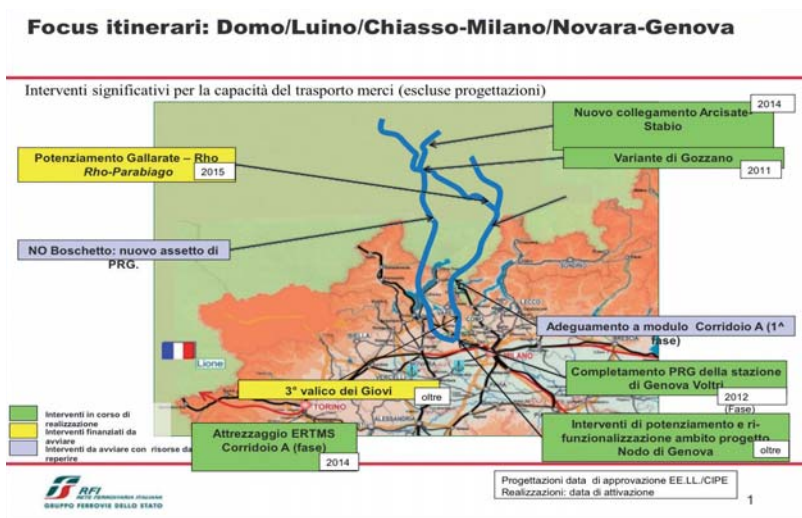 Focus itinerari: Domo/Luino/Chiasso-Milano/Novara-Genova
Interventi significativi per la capacità del trasporto merci (escluse progettazioni)
2014
Nuovo collegamento Arcisate-
Stabio
Potenziamento Gallarate – Rho
Rho-Parabiago
2015
Variante di Gozzano
2011
NO Boschetto: nuovo assetto di
PRG.
SONDRIO
LECCO
COMO
Adeguamento a modulo Corridoio A (1^
fase)
MILANO
BRESCIA
Lione
Completamento PRG della stazione
di Genova Voltri
2012
(Fase)
3° valico dei Giovi
oltre
TORINO
ALESSANDRIA
Interventi in corso di
realizzazione
Interventi finanziati da
avviare
Interventi da avviare con risorse da
reperire
Attrezzaggio ERTMS
Corridoio A (fase)
2014
Interventi di potenziamento e ri-
funzionalizzazione ambito progetto
Nodo di Genova
oltre
RFI
RETE FERROVIARIA ITALIANA
GRUPPO FERROVIE DELLO STATO
Progettazioni data di approvazione EE.LL./CIPE
Realizzazioni: data di attivazione
1